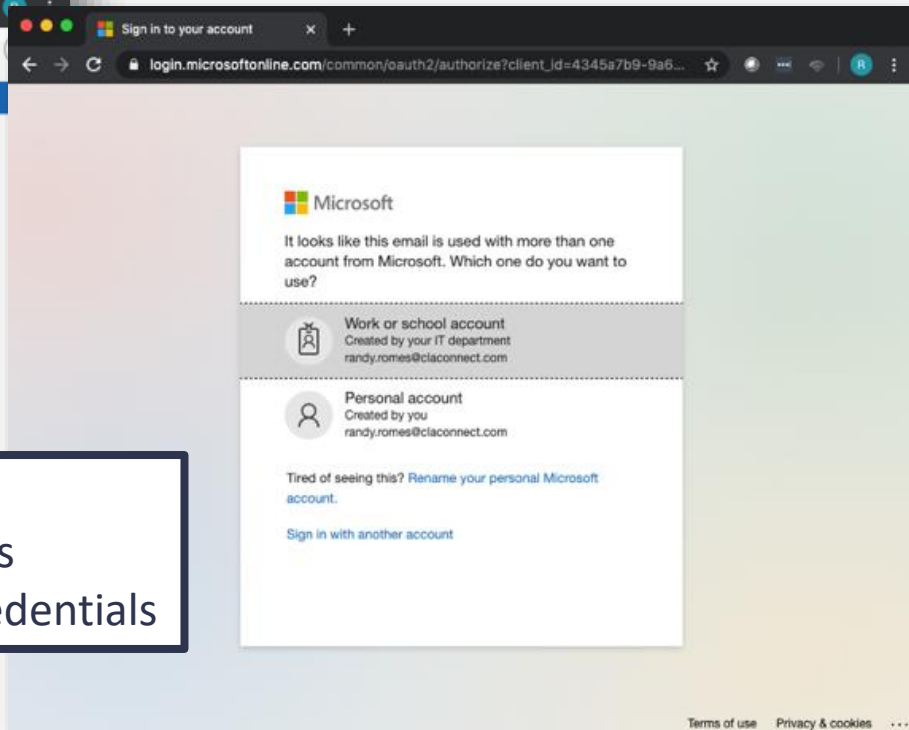 Sign in to your account
login.microsoftonline.com/common/oauth2/authorize?client_id=4345a7b9-9a6...
R
Microsoft
It looks like this email is used with more than one
account from Microsoft. Which one do you want to
use?
Work or school account
Created by your IT department
randy.romes@claconnect.com
Personal account
Created by you
randy.romes@claconnect.com
Tired of seeing this? Rename your personal Microsoft
account.
Sign in with another account
s
edentials
Terms of use Privacy & cookies ...